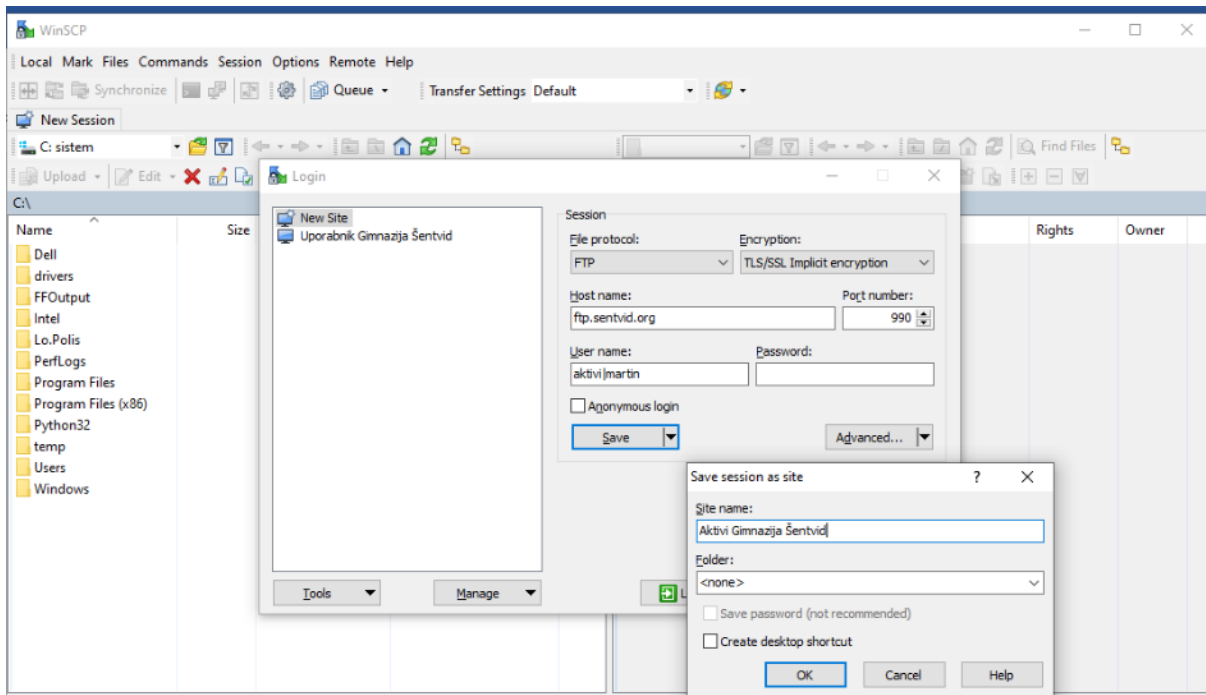 WinSCP
Local Mark Files Commands Session Options Remote Help
Synchronize Queue Transfer Settings Default
New Session
C: sistem Find Files
Upload Edit
C:\
Name Size Rights Owner
Dell
drivers
FFOutput
Intel
Lo.Polis
PerfLogs
Program Files
Program Files (x86)
Python32
temp
Users
Windows
Login
New Site
Uporabnik Gimnazija Šentvid
Tools Manage
Session
File protocol: Encryption:
FTP TLS/SSL Implicit encryption
Host name: Port number:
ftp.sentvid.org 990
User name: Password:
aktivi|martin
Anonymous login
Save Advanced...
L
Save session as site ?
Site name:
Aktivi Gimnazija Šentvid
Folder:
<none>
Save password (not recommended)
Create desktop shortcut
OK Cancel Help